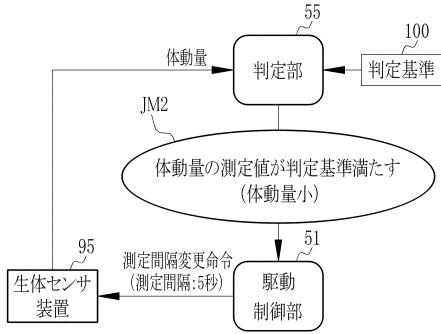 55
100
体動量
判定部
判定基準
JM2
体動量の測定値が判定基準満たす
(体動量小)
95
51
測定間隔変更命令
(測定間隔:5秒)
生体センサ
装置
駆動
制御部